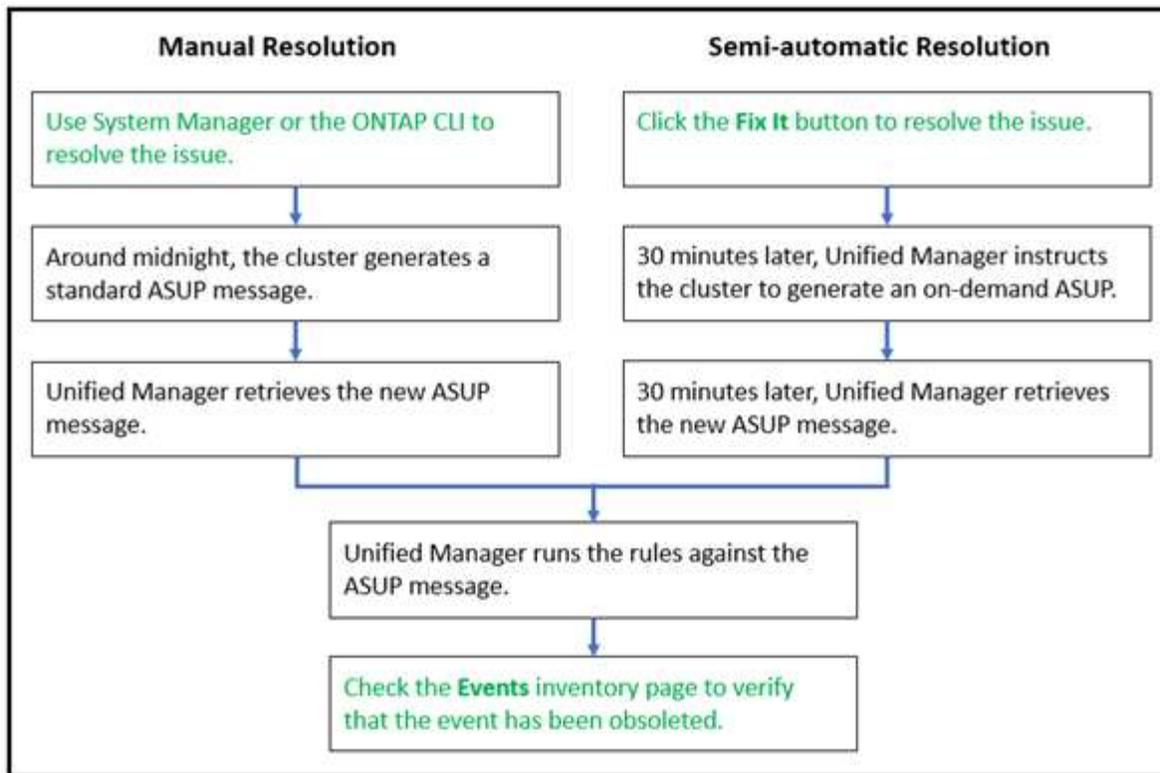 Manual Resolution
Use System Manager or the ONTAP CLI to
resolve the issue.
Around midnight, the cluster generates a
standard ASUP message.
Unified Manager retrieves the new ASUP
message.
Semi-automatic Resolution
Click the Fix It button to resolve the issue.
30 minutes later, Unified Manager instructs
the cluster to generate an on-demand ASUP.
30 minutes later, Unified Manager retrieves
the new ASUP message.
Unified Manager runs the rules against the
ASUP message.
Check the Events inventory page to verify
that the event has been obsoleted.